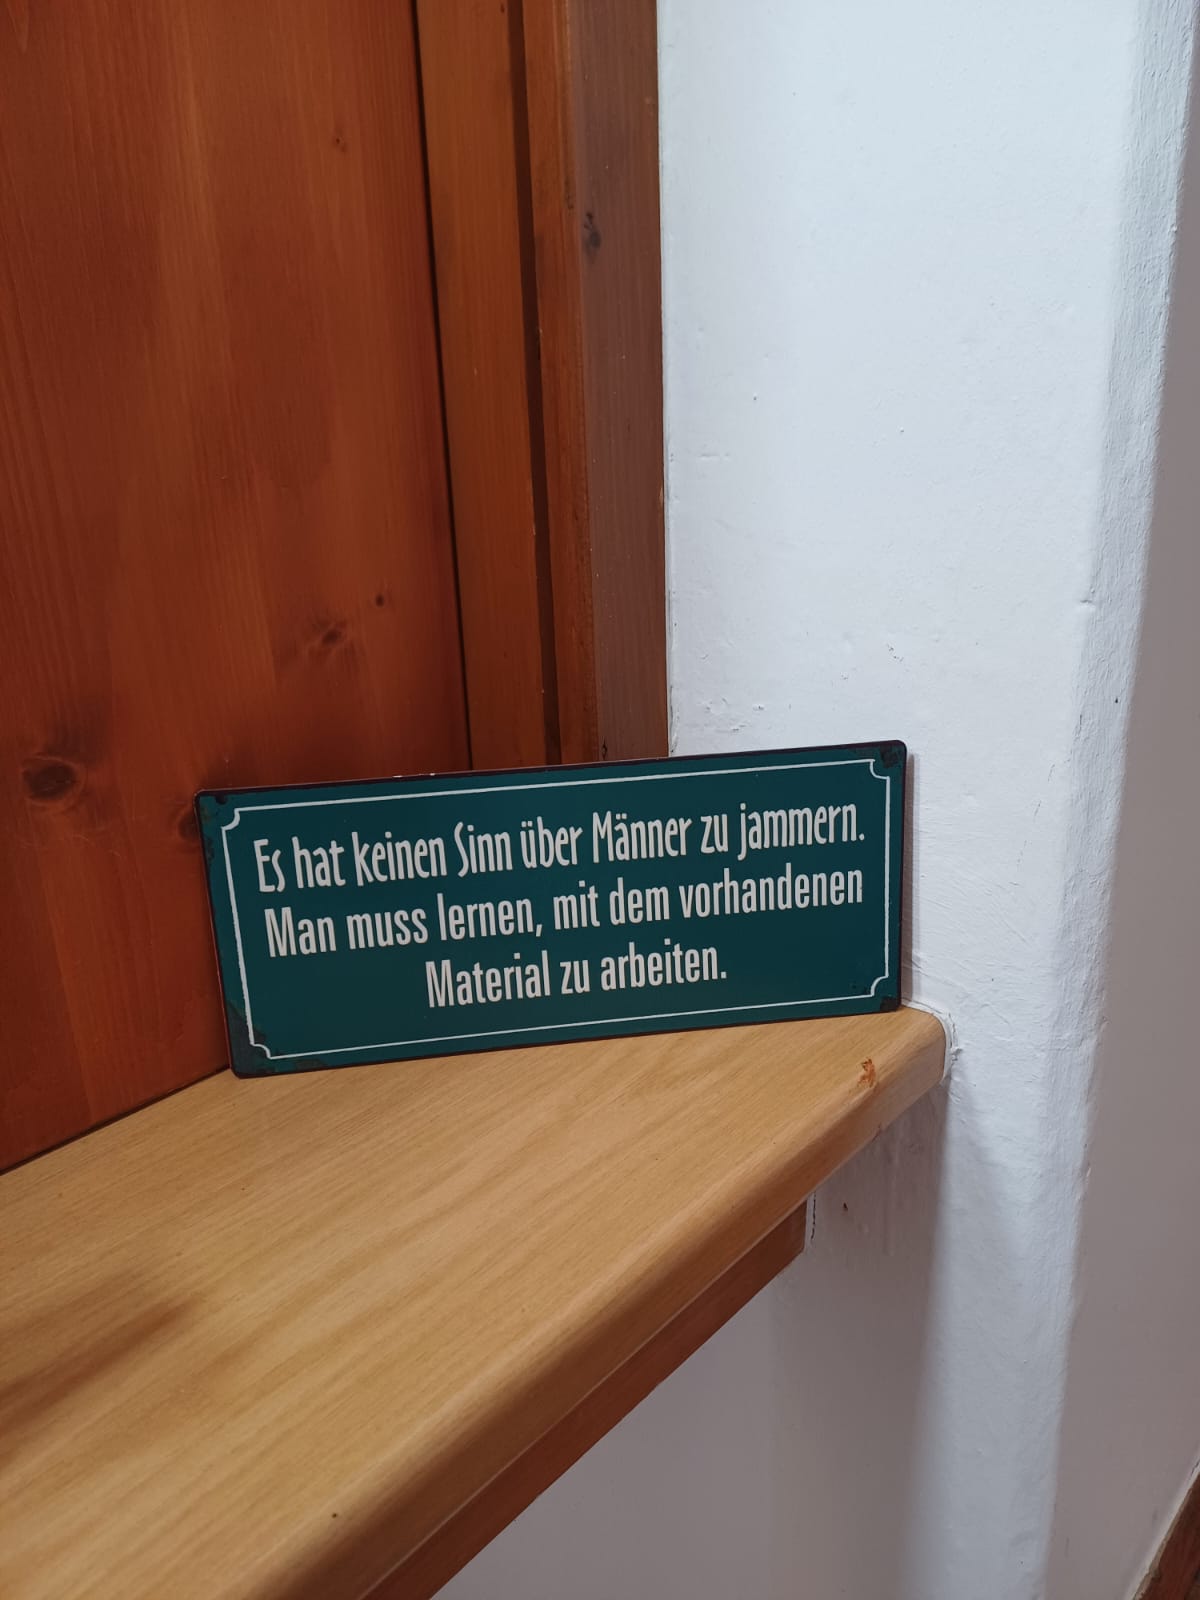 Es hat keinen Sinn über Männer zu jammern.
Man muss lernen, mit dem vorhandenen
Material zu arbeiten.